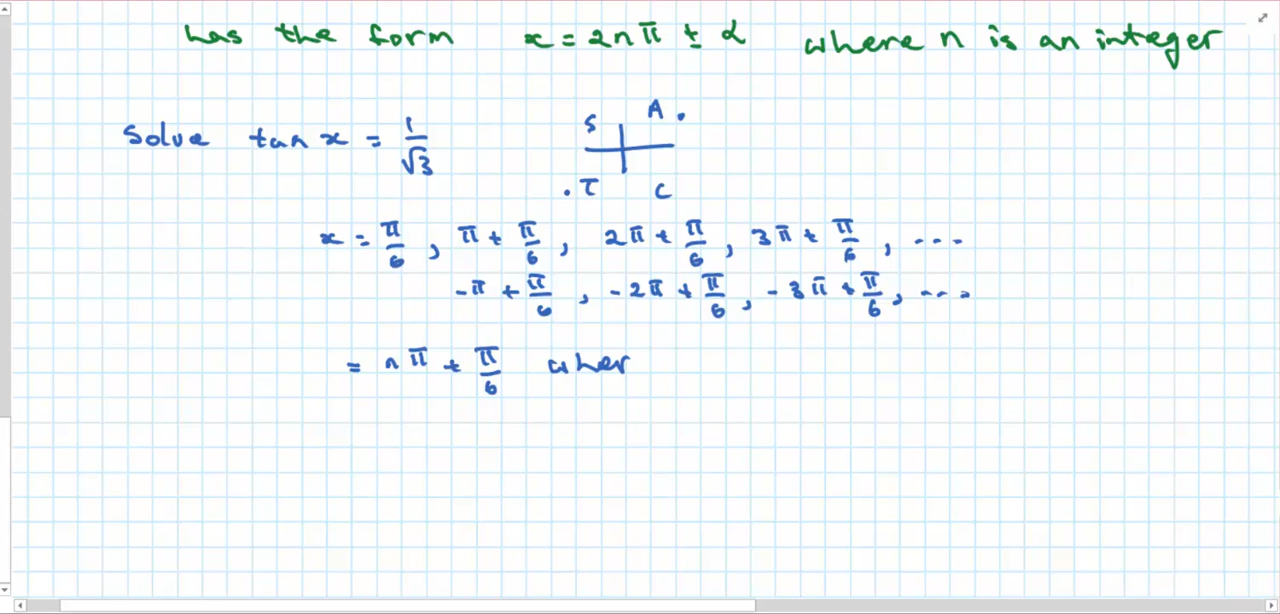 has the form x = 2nπ ± α where n is an integer
Solve tan x = 1/√3
S A
T C
x = π/6, π + π/6, 2π + π/6, 3π + π/6, ...
-π + π/6, -2π + π/6, -3π + π/6, ...
= nπ + π/6 wher